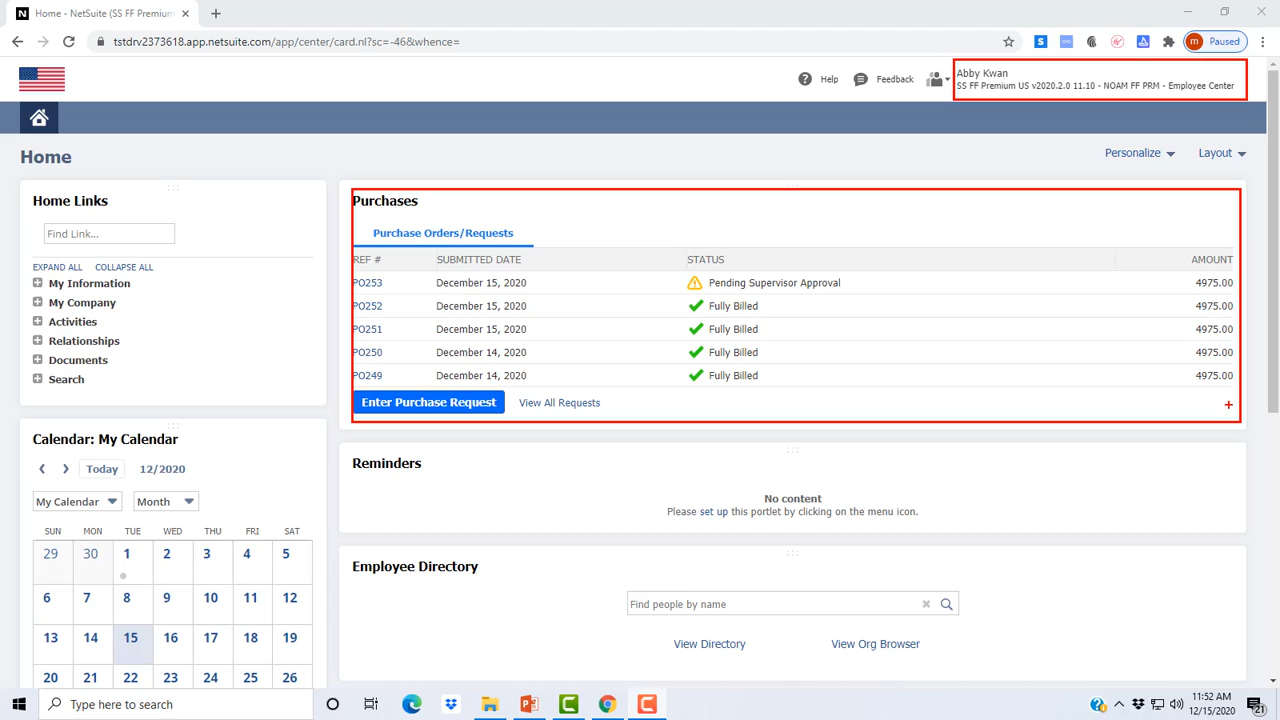 N Home - NetSuite (SS FF Premium
tstdrv2373618.app.netsuite.com/app/center/card.nl?sc=-46&whence=
S
m Paused
Help Feedback
Abby Kwan
SS FF Premium US v2020.2.0 11.10 - NOAM FF PRM - Employee Center
Home
Personalize Layout
Home Links
Find Link...
EXPAND ALL COLLAPSE ALL
My Information
My Company
Activities
Relationships
Documents
Search
Purchases
Purchase Orders/Requests
REF # SUBMITTED DATE STATUS AMOUNT
PO253 December 15, 2020 Pending Supervisor Approval 4975.00
PO252 December 15, 2020 Fully Billed 4975.00
PO251 December 15, 2020 Fully Billed 4975.00
PO250 December 14, 2020 Fully Billed 4975.00
PO249 December 14, 2020 Fully Billed 4975.00
Enter Purchase Request View All Requests
Calendar: My Calendar
Today 12/2020
My Calendar Month
SUN MON TUE WED THU FRI SAT
29 30 1 2 3 4 5
6 7 8 9 10 11 12
13 14 15 16 17 18 19
20 21 22 23 24 25 26
Reminders
No content
Please set up this portlet by clicking on the menu icon.
Employee Directory
Find people by name
View Directory View Org Browser
Type here to search
11:52 AM
12/15/2020
21